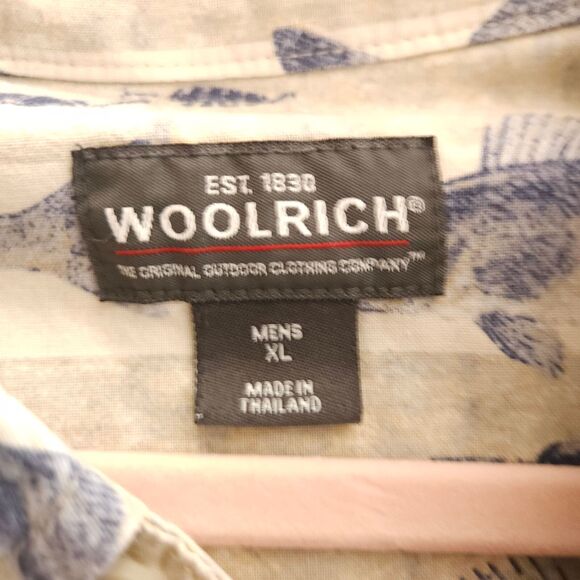 EST. 1830
WOOLRICH®
THE ORIGINAL OUTDOOR CLOTHING COMPANY™
MENS
XL
MADE IN
THAILAND